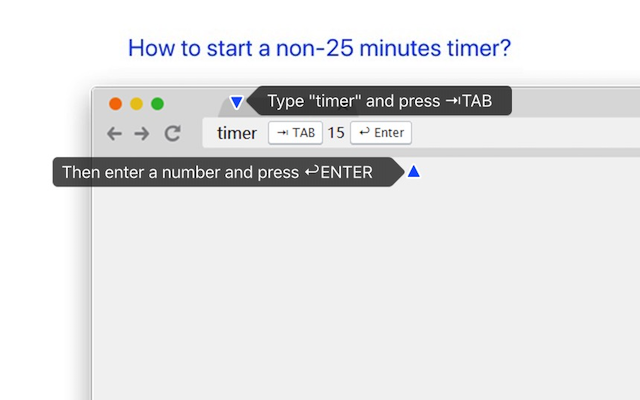 How to start a non-25 minutes timer?
Type "timer" and press ⇥TAB
timer ⇥ TAB 15 ↩ Enter
Then enter a number and press ↩ENTER